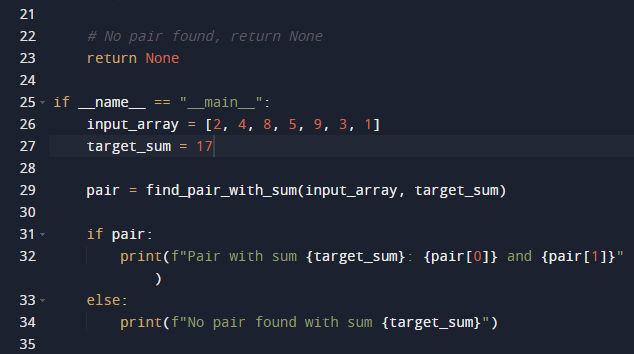 21
22 # No pair found, return None
23 return None
24
25 if __name__ == "__main__":
26 input_array = [2, 4, 8, 5, 9, 3, 1]
27 target_sum = 17
28
29 pair = find_pair_with_sum(input_array, target_sum)
30
31 if pair:
32 print(f"Pair with sum {target_sum}: {pair[0]} and {pair[1]}"
)
33 else:
34 print(f"No pair found with sum {target_sum}")
35